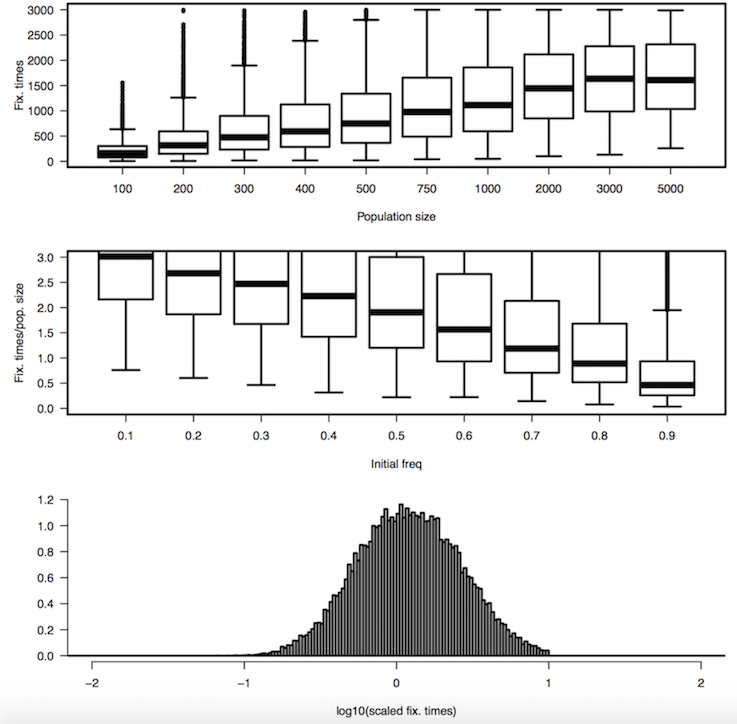 Fix. times
3000
2500
2000
1500
1000
500
0
100 200 300 400 500 750 1000 2000 3000 5000
Population size
Fix. times/pop. size
3.0
2.5
2.0
1.5
1.0
0.5
0.0
0.1 0.2 0.3 0.4 0.5 0.6 0.7 0.8 0.9
Initial freq
1.2
1.0
0.8
0.6
0.4
0.2
0.0
−2 −1 0 1 2
log10(scaled fix. times)